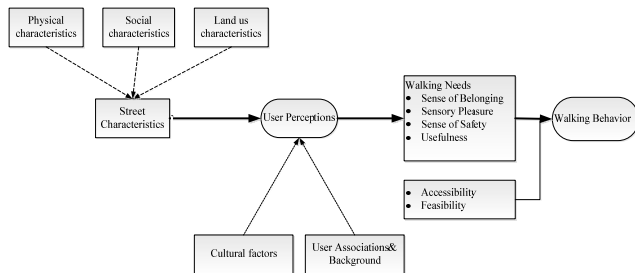 Physical
characteristics
Social
characteristics
Land us
characteristics
Street
Characteristics
User Perceptions
Walking Needs
• Sense of Belonging
• Sensory Pleasure
• Sense of Safety
• Usefulness
Walking Behavior
• Accessibility
• Feasibility
Cultural factors
User Associations&
Background